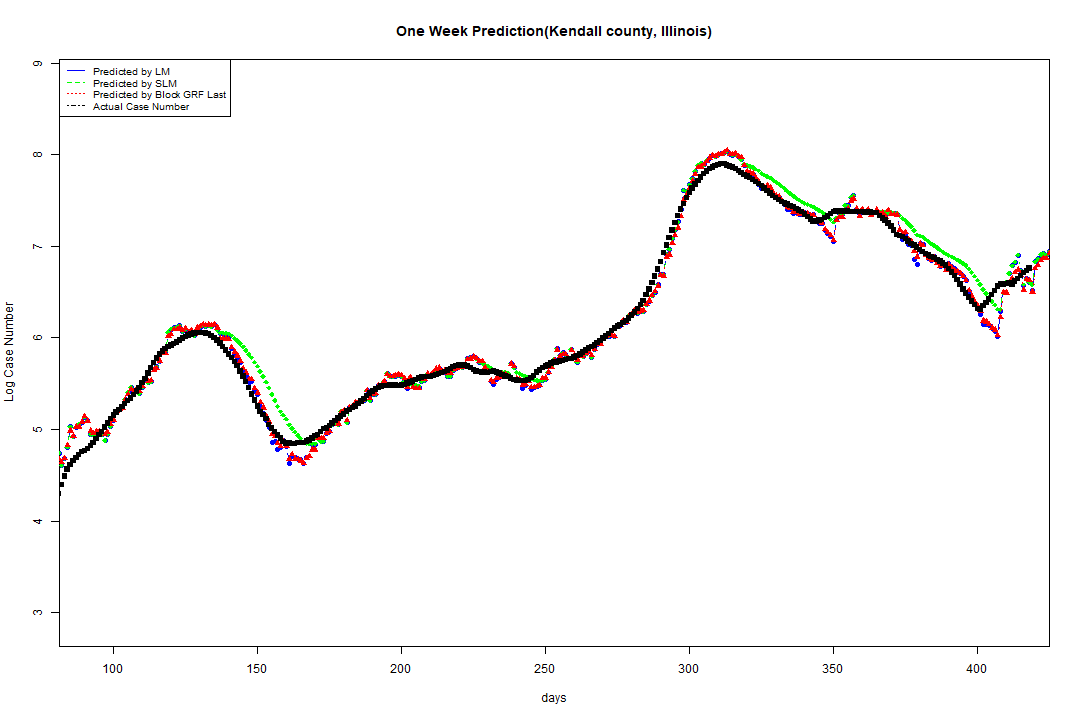 One Week Prediction(Kendall county, Illinois)
Predicted by LM
Predicted by SLM
Predicted by Block GRF Last
Actual Case Number
9
8
7
6
5
4
3
Log Case Number
100 150 200 250 300 350 400
days